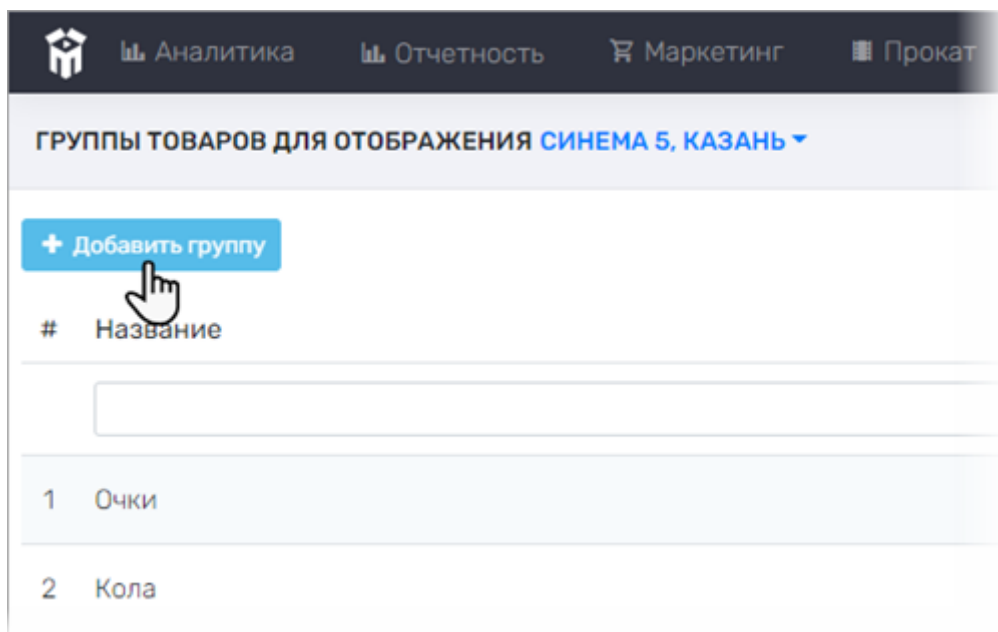 Аналитика Отчетность Маркетинг Прокат
ГРУППЫ ТОВАРОВ ДЛЯ ОТОБРАЖЕНИЯ СИНЕМА 5, КАЗАНЬ
+ Добавить группу
# Название
1 Очки
2 Кола